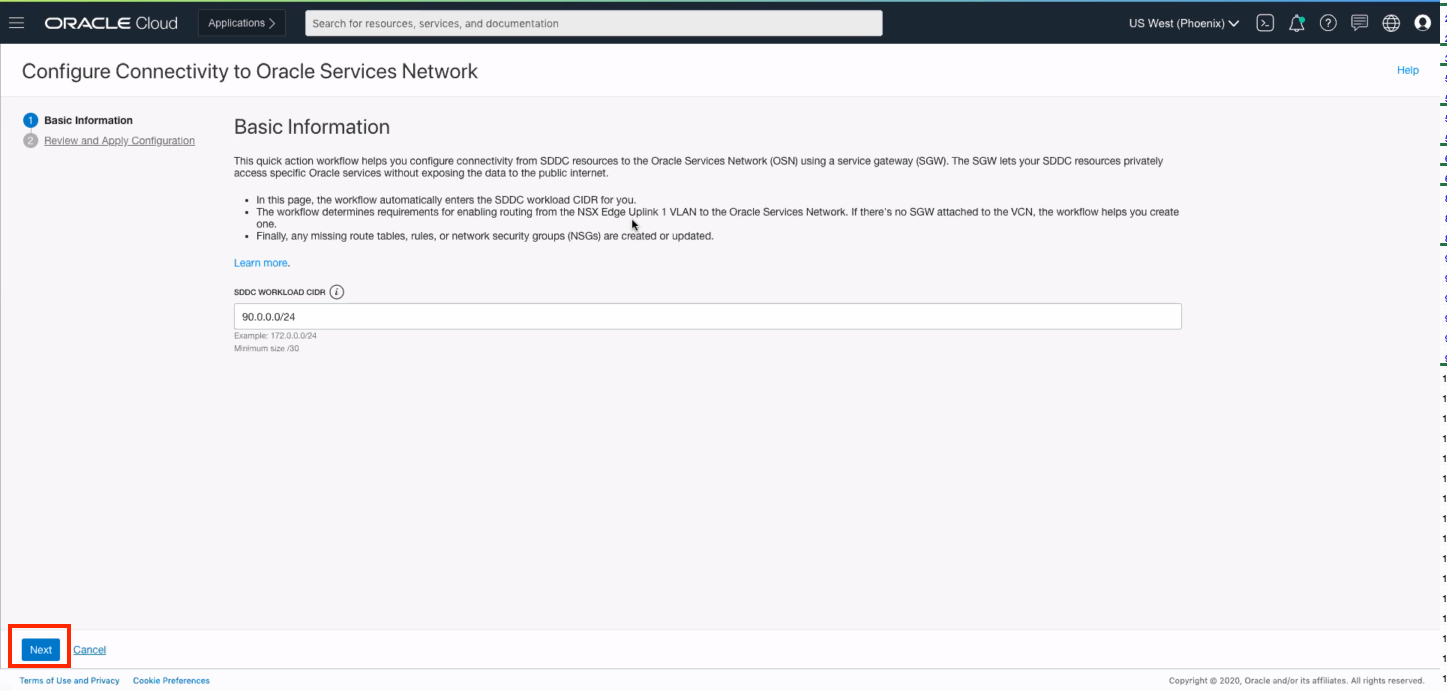 ORACLE Cloud
Applications
Search for resources, services, and documentation
US West (Phoenix)
Configure Connectivity to Oracle Services Network
Help
1 Basic Information
2 Review and Apply Configuration
Basic Information
This quick action workflow helps you configure connectivity from SDDC resources to the Oracle Services Network (OSN) using a service gateway (SGW). The SGW lets your SDDC resources privately
access specific Oracle services without exposing the data to the public internet.
• In this page, the workflow automatically enters the SDDC workload CIDR for you.
• The workflow determines requirements for enabling routing from the NSX Edge Uplink 1 VLAN to the Oracle Services Network. If there's no SGW attached to the VCN, the workflow helps you create
one.
• Finally, any missing route tables, rules, or network security groups (NSGs) are created or updated.
Learn more.
SDDC WORKLOAD CIDR i
90.0.0.0/24
Example: 172.0.0.0/24
Minimum size /30
Next
Cancel
Terms of Use and Privacy
Cookie Preferences
Copyright © 2020, Oracle and/or its affiliates. All rights reserved.